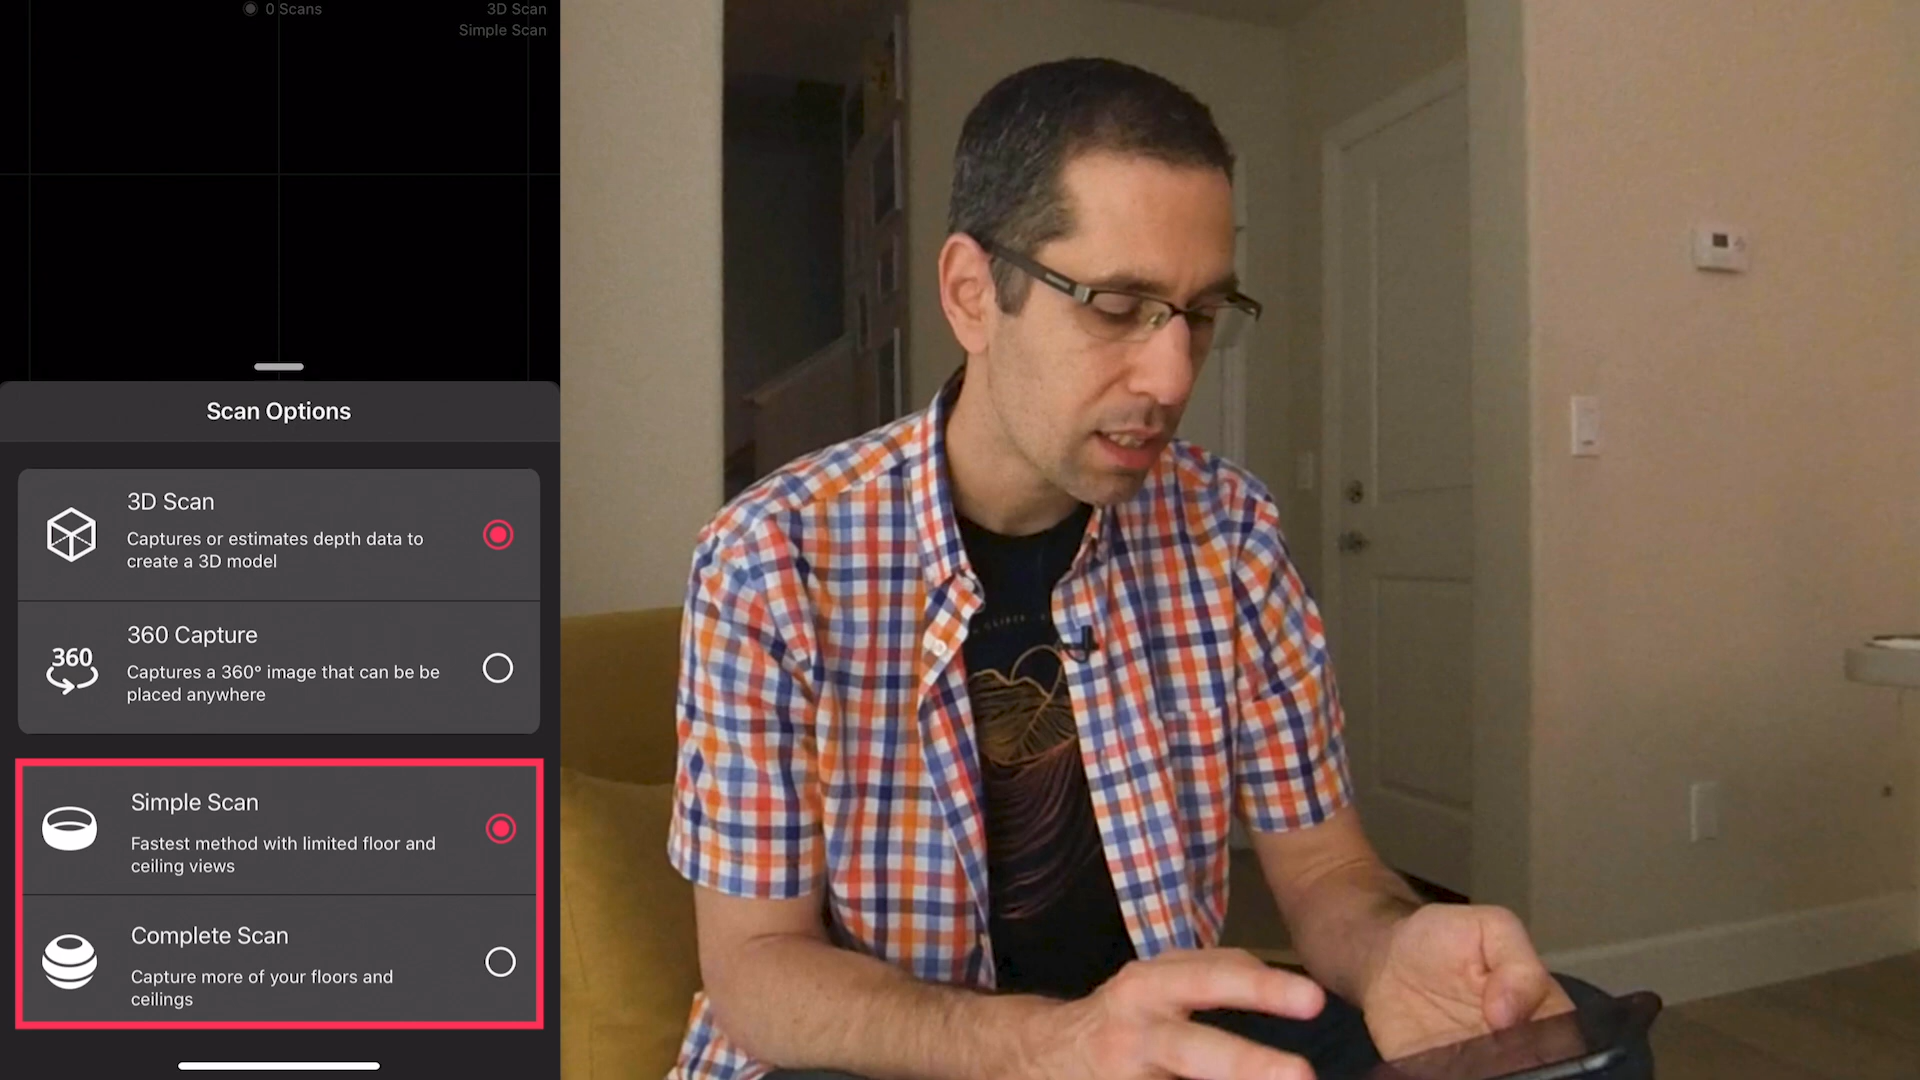 0 Scans
3D Scan
Simple Scan
Scan Options
3D Scan
Captures or estimates depth data to
create a 3D model
360
360 Capture
Captures a 360° image that can be be
placed anywhere
Simple Scan
Fastest method with limited floor and
ceiling views
Complete Scan
Capture more of your floors and
ceilings